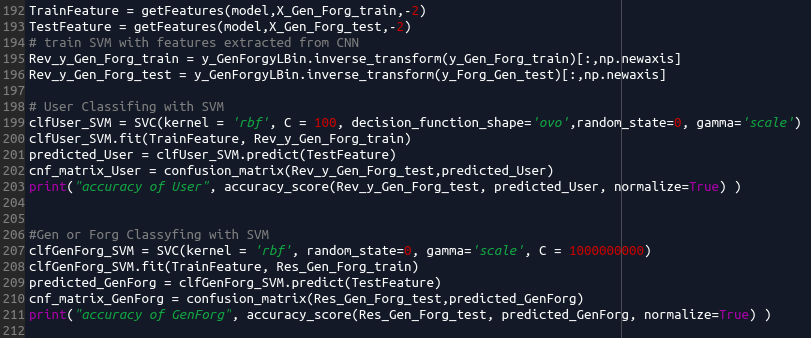 192 TrainFeature = getFeatures(model,X_Gen_Forg_train,-2)
193 TestFeature = getFeatures(model,X_Gen_Forg_test,-2)
194 # train SVM with features extracted from CNN
195 Rev_y_Gen_Forg_train = y_GenForgyLBin.inverse_transform(y_Gen_Forg_train)[:,np.newaxis]
196 Rev_y_Gen_Forg_test = y_GenForgyLBin.inverse_transform(y_Forg_Gen_test)[:,np.newaxis]
197
198 # User Classifing with SVM
199 clfUser_SVM = SVC(kernel = 'rbf', C = 100, decision_function_shape='ovo',random_state=0, gamma='scale')
200 clfUser_SVM.fit(TrainFeature, Rev_y_Gen_Forg_train)
201 predicted_User = clfUser_SVM.predict(TestFeature)
202 cnf_matrix_User = confusion_matrix(Rev_y_Gen_Forg_test,predicted_User)
203 print("accuracy of User", accuracy_score(Rev_y_Gen_Forg_test, predicted_User, normalize=True) )
204
205
206 #Gen or Forg Classyfing with SVM
207 clfGenForg_SVM = SVC(kernel = 'rbf', random_state=0, gamma='scale', C = 1000000000)
208 clfGenForg_SVM.fit(TrainFeature, Res_Gen_Forg_train)
209 predicted_GenForg = clfGenForg_SVM.predict(TestFeature)
210 cnf_matrix_GenForg = confusion_matrix(Res_Gen_Forg_test,predicted_GenForg)
211 print("accuracy of GenForg", accuracy_score(Res_Gen_Forg_test, predicted_GenForg, normalize=True) )
212